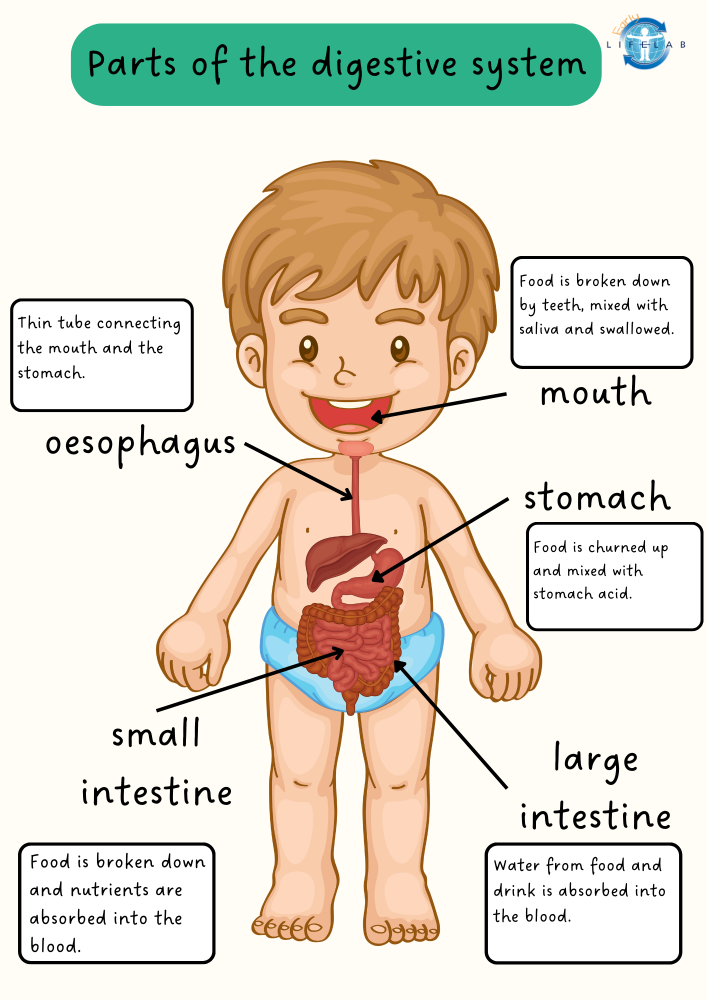 Parts of the digestive system
Early
LIFELAB
Food is broken down
by teeth, mixed with
saliva and swallowed.
mouth
Thin tube connecting
the mouth and the
stomach.
oesophagus
stomach
Food is churned up
and mixed with
stomach acid.
small
intestine
Food is broken down
and nutrients are
absorbed into the
blood.
large
intestine
Water from food and
drink is absorbed into
the blood.